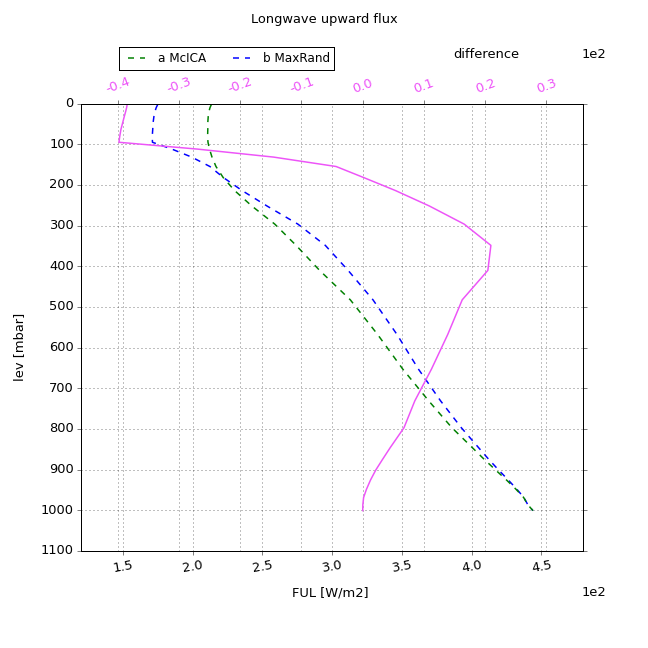 Longwave upward flux
difference 1e2
a McICA b MaxRand
-0.4 -0.3 -0.2 -0.1 0.0 0.1 0.2 0.3
0
100
200
300
400
500
600
700
800
900
1000
1100
lev [mbar]
1.5 2.0 2.5 3.0 3.5 4.0 4.5
FUL [W/m2] 1e2